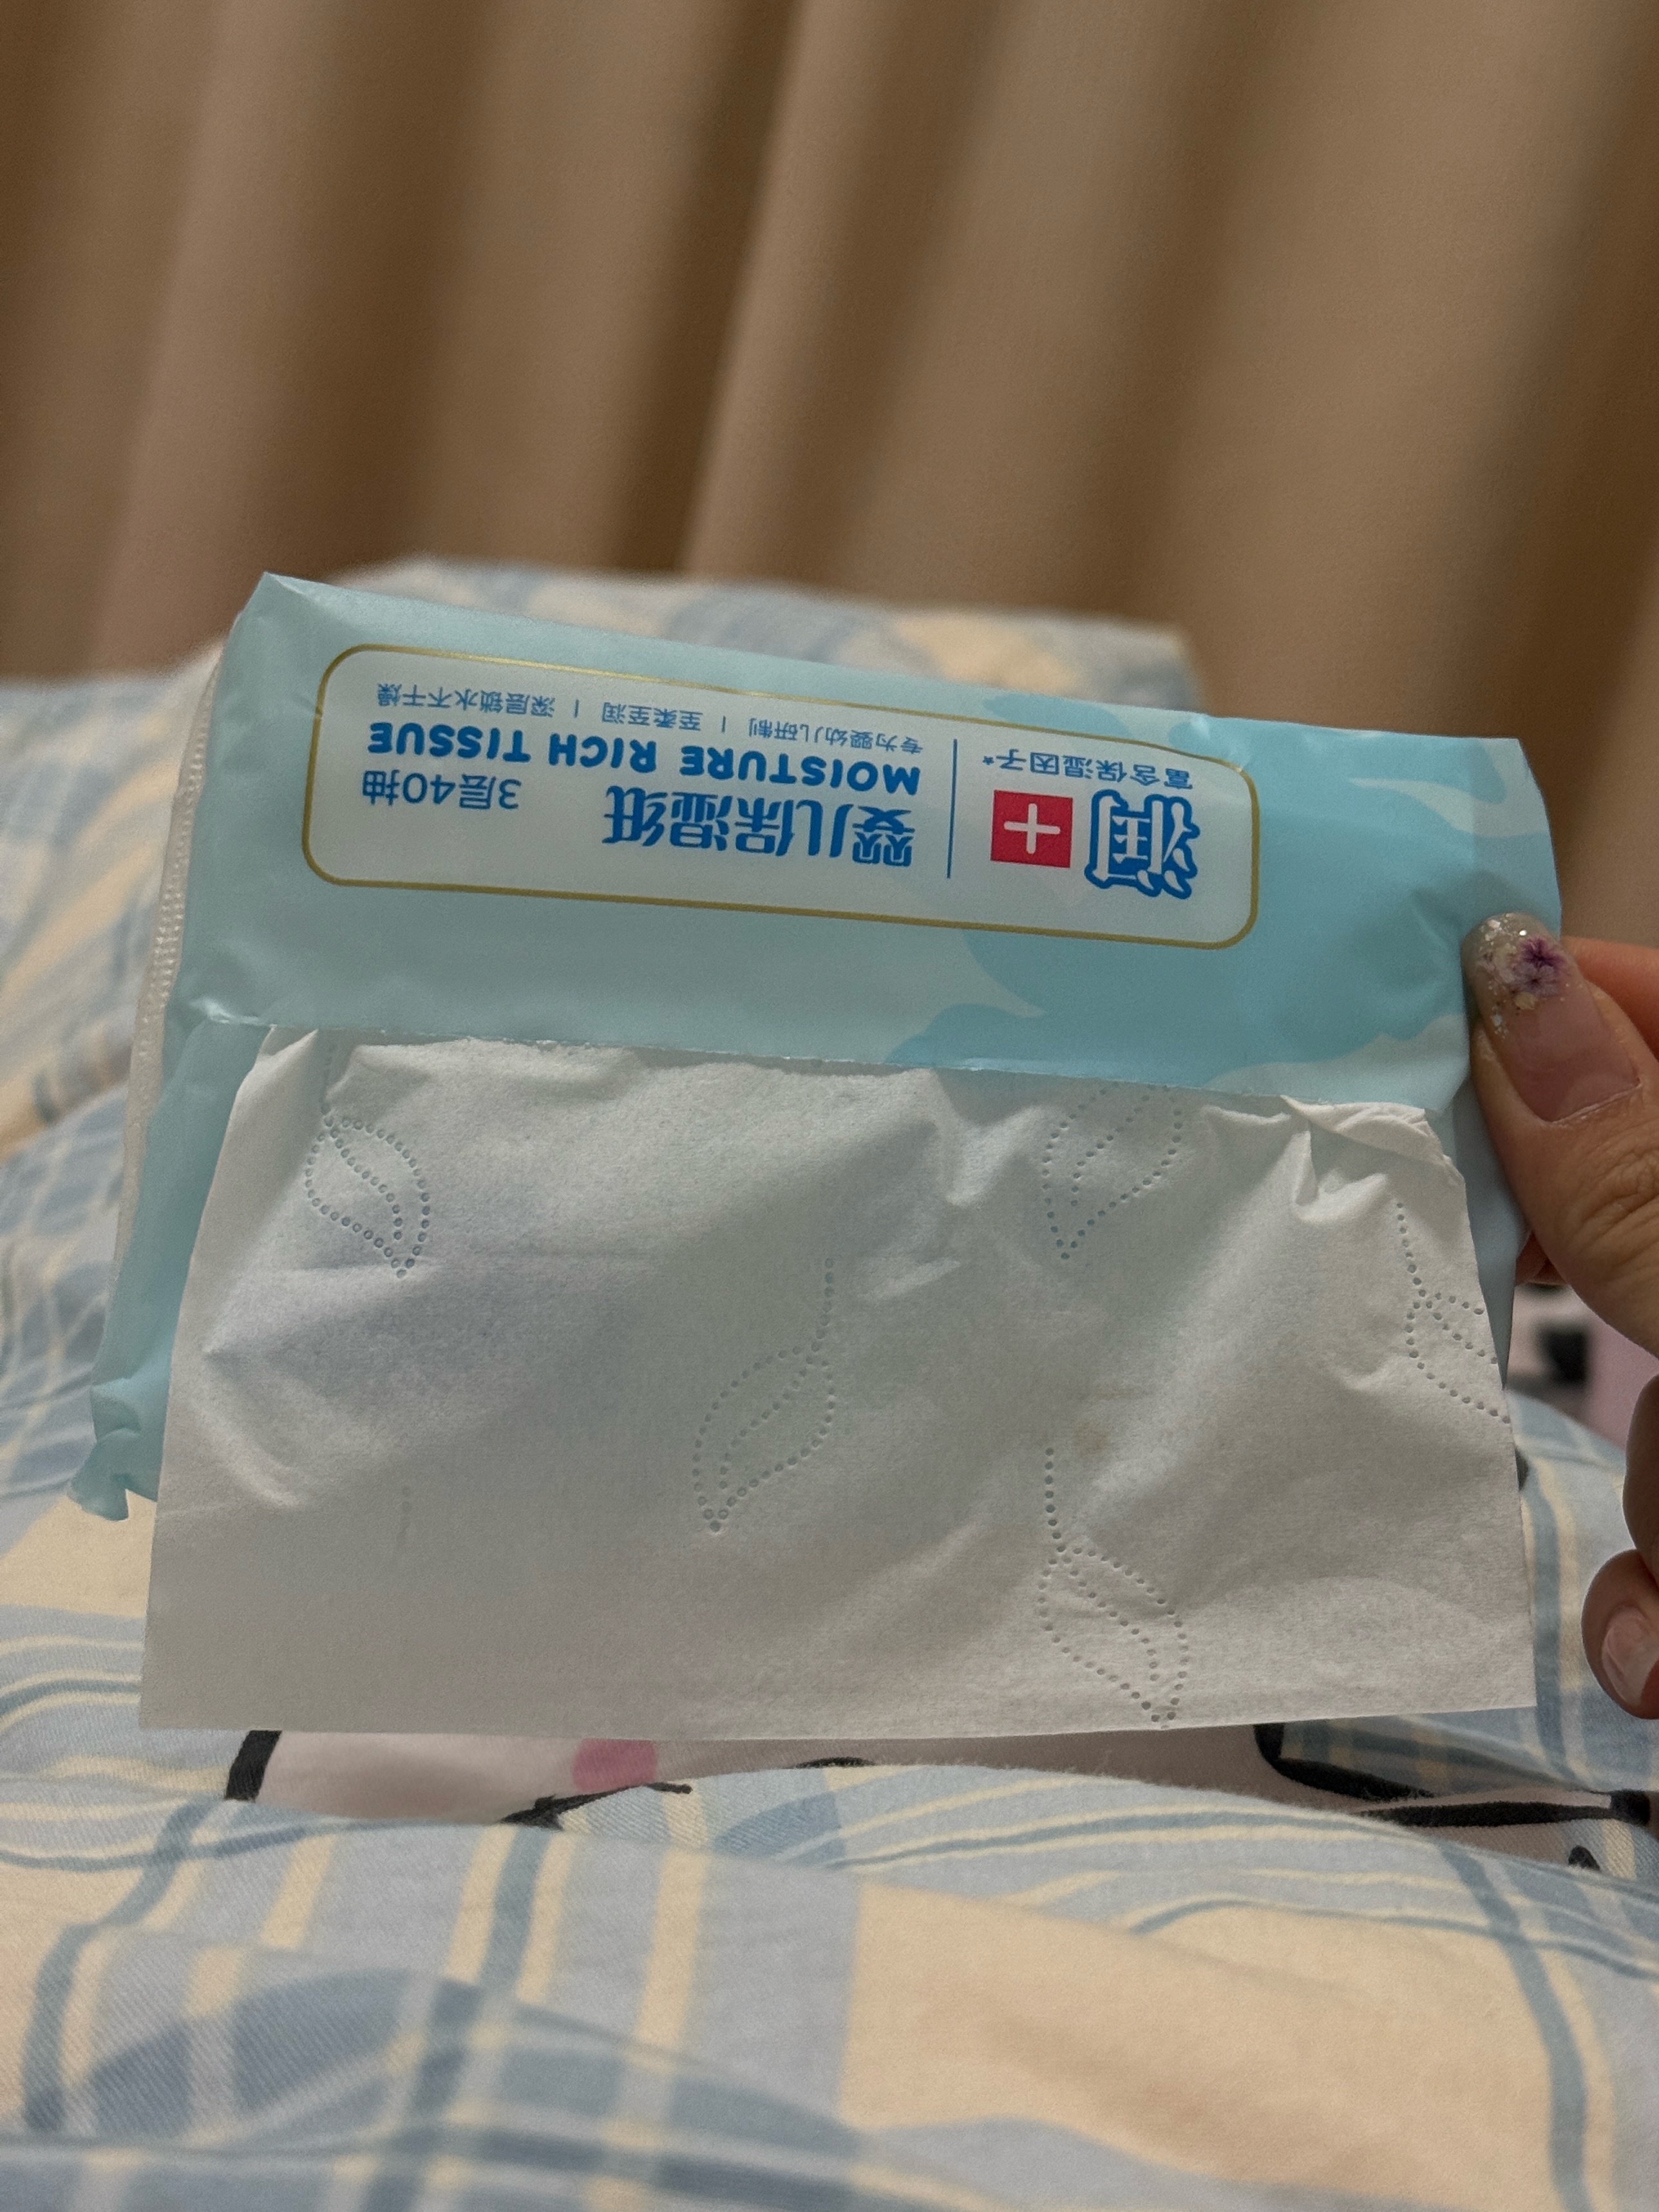 润+
富含保湿因子*
婴儿保湿纸 3层40抽
MOISTURE RICH TISSUE
专为婴幼儿研制 | 至柔至润 | 深层锁水不干燥